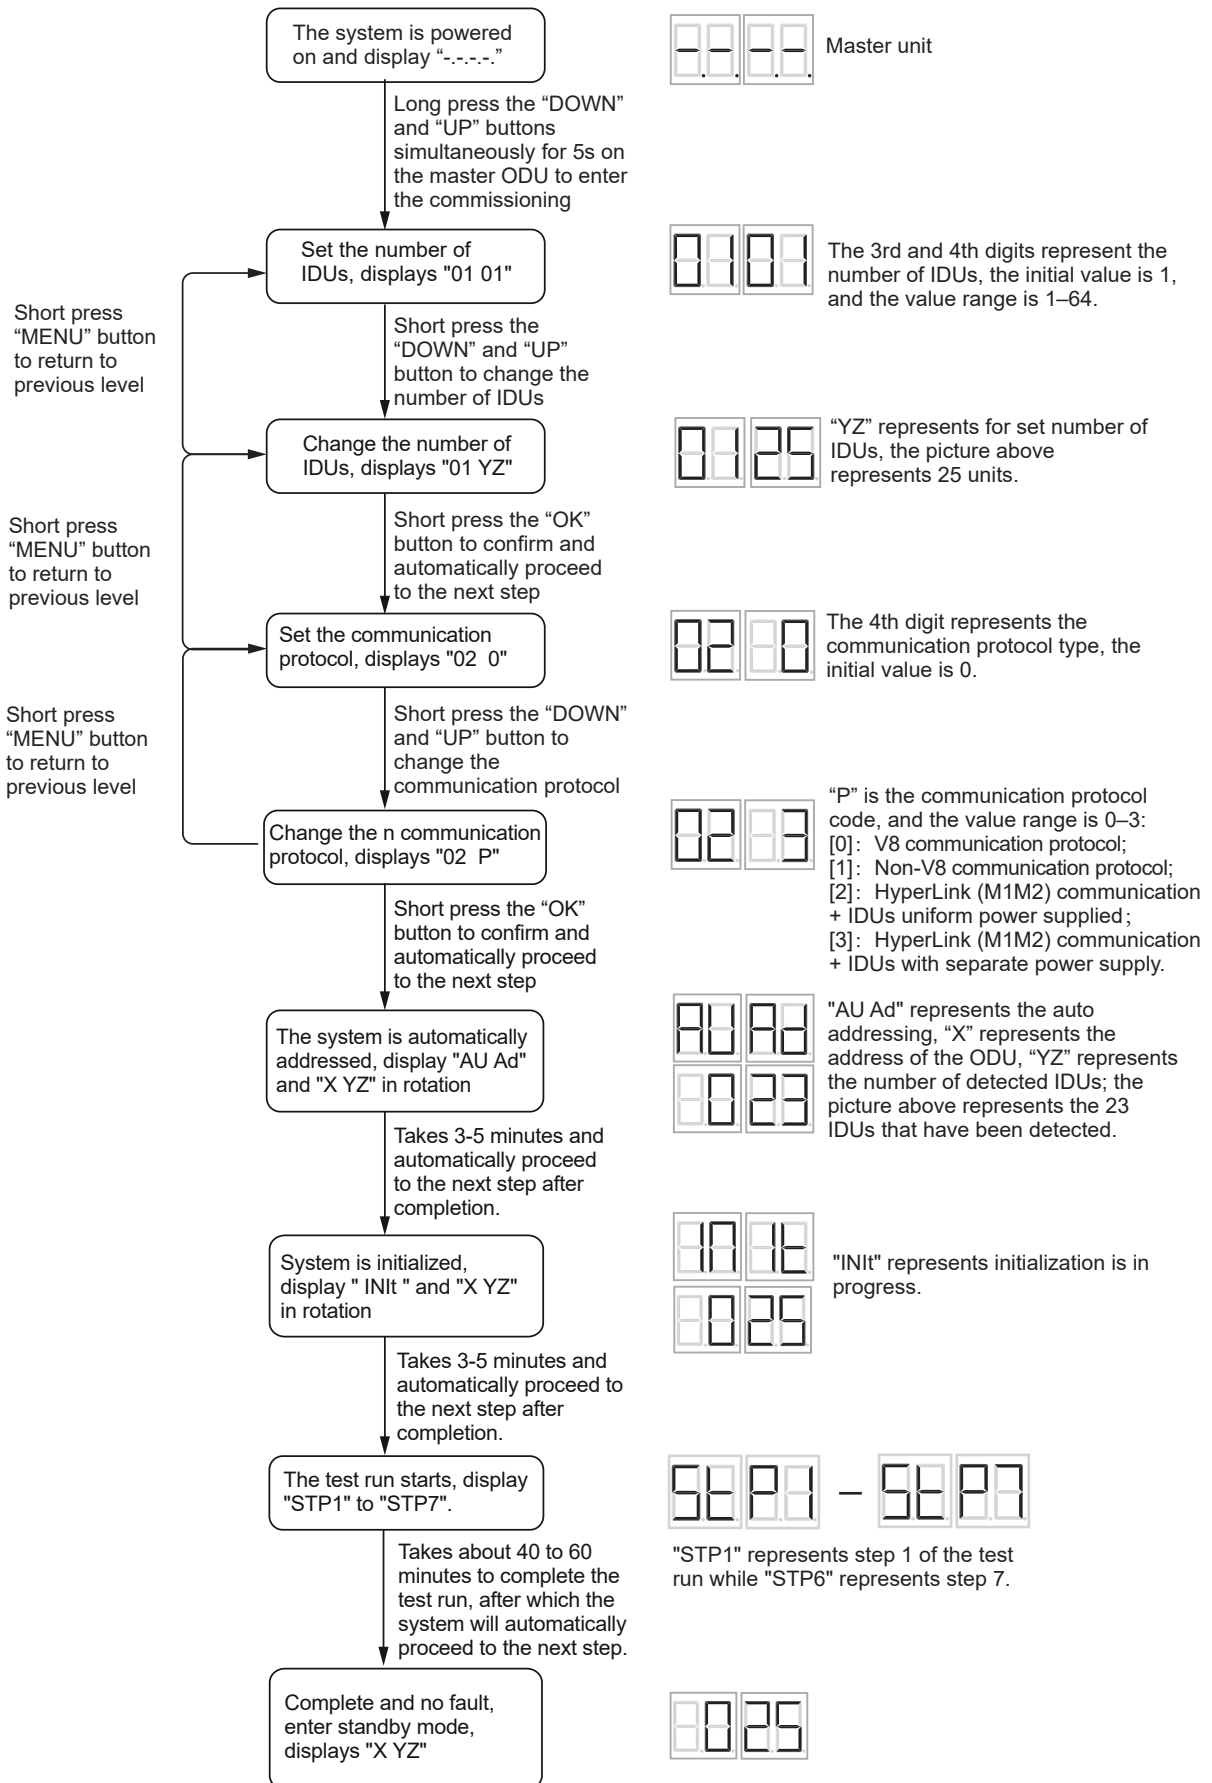 The system is powered
on and display “-.-.-.-.”
Master unit
Long press the “DOWN”
and “UP” buttons
simultaneously for 5s on
the master ODU to enter
the commissioning
Set the number of
IDUs, displays "01 01"
0101
The 3rd and 4th digits represent the
number of IDUs, the initial value is 1,
and the value range is 1–64.
Short press
“MENU” button
to return to
previous level
Short press the
“DOWN” and “UP”
button to change the
number of IDUs
Change the number of
IDUs, displays "01 YZ"
0125
“YZ” represents for set number of
IDUs, the picture above
represents 25 units.
Short press
“MENU” button
to return to
previous level
Short press the “OK”
button to confirm and
automatically proceed
to the next step
Set the communication
protocol, displays "02  0"
02 0
The 4th digit represents the
communication protocol type, the
initial value is 0.
Short press
“MENU” button
to return to
previous level
Short press the “DOWN”
and “UP” button to
change the
communication protocol
Change the n communication
protocol, displays "02  P"
02 3
“P” is the communication protocol
code, and the value range is 0–3:
[0]:  V8 communication protocol;
[1]:  Non-V8 communication protocol;
[2]:  HyperLink (M1M2) communication
+ IDUs uniform power supplied;
[3]:  HyperLink (M1M2) communication
+ IDUs with separate power supply.
Short press the “OK”
button to confirm and
automatically proceed
to the next step
The system is automatically
addressed, display "AU Ad"
and "X YZ" in rotation
AU Ad
023
"AU Ad" represents the auto
addressing, “X” represents the
address of the ODU, “YZ” represents
the number of detected IDUs; the
picture above represents the 23
IDUs that have been detected.
Takes 3-5 minutes and
automatically proceed
to the next step after
completion.
System is initialized,
display " INIt " and "X YZ"
in rotation
INIt
025
"INIt" represents initialization is in
progress.
Takes 3-5 minutes and
automatically proceed to
the next step after
completion.
The test run starts, display
"STP1" to "STP7".
StP1 – StP7
"STP1" represents step 1 of the test
run while "STP6" represents step 7.
Takes about 40 to 60
minutes to complete the
test run, after which the
system will automatically
proceed to the next step.
Complete and no fault,
enter standby mode,
displays "X YZ"
025